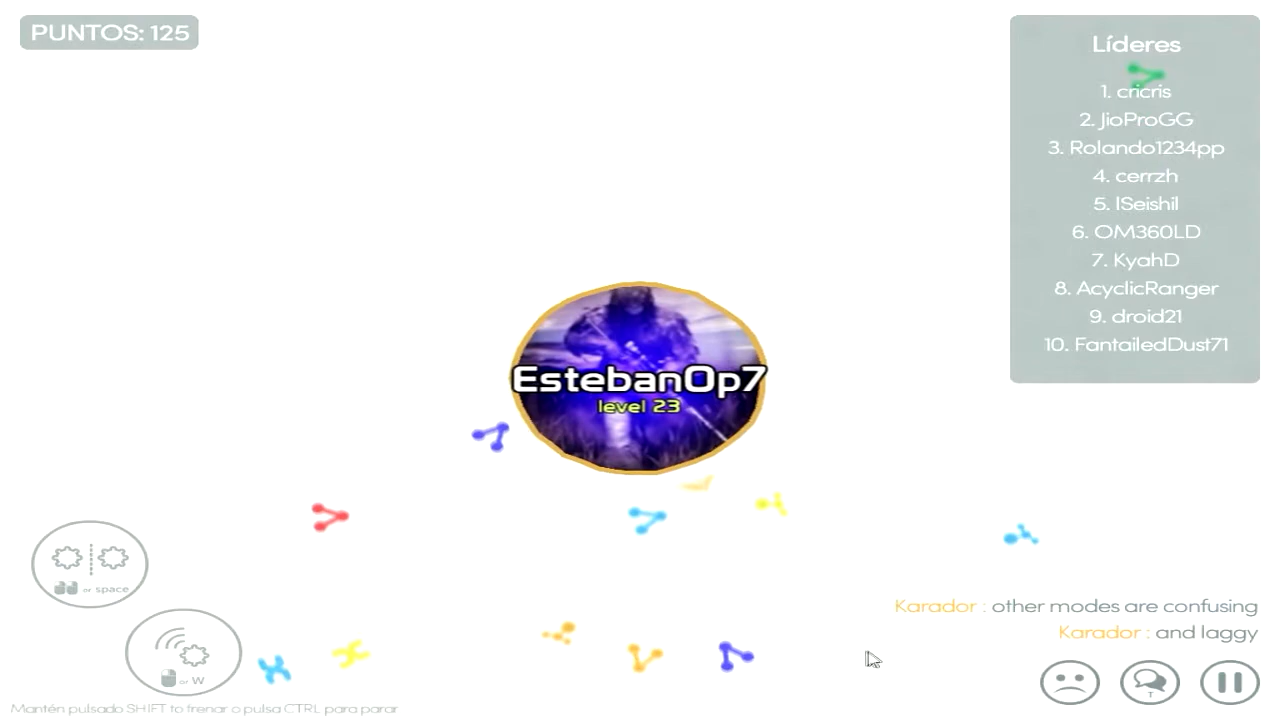 PUNTOS: 125
Líderes
1. cricris
2. JioProGG
3. Rolando1234pp
4. cerrzh
5. lSeishil
6. OM360LD
7. KyahD
8. AcyclicRanger
9. droid21
10. FantailedDust71
EstebanOp7
level 23
or space
or W
Karador : other modes are confusing
Karador : and laggy
T
Mantén pulsado SHIFT to frenar o pulsa CTRL para parar